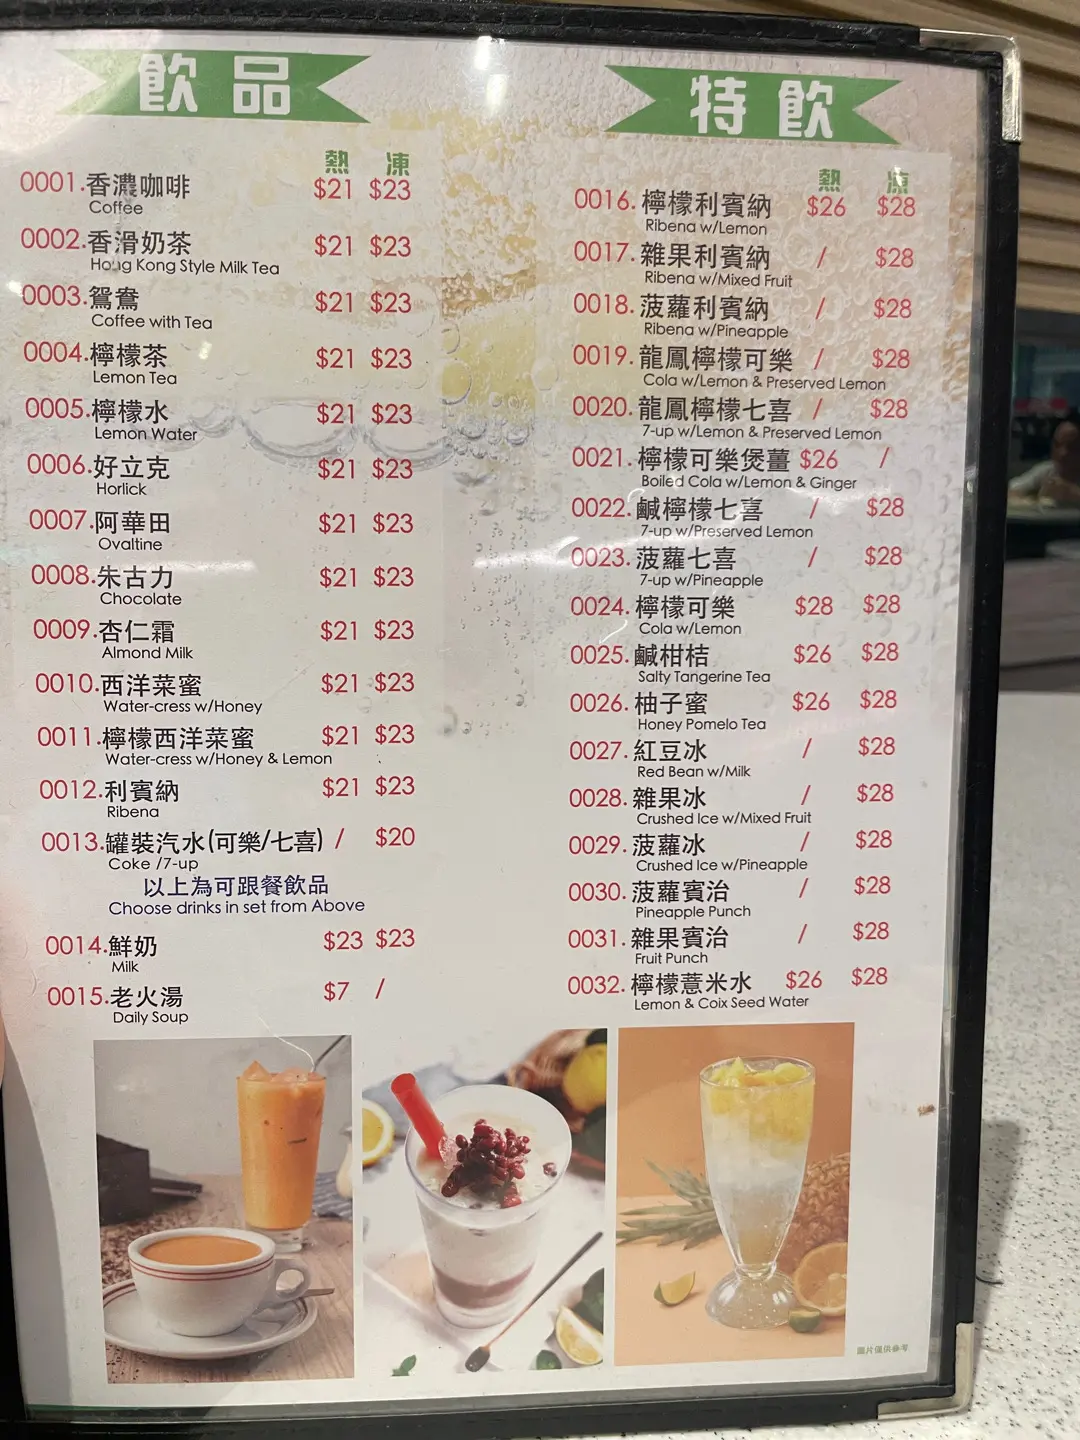 飲品
熱 凍
0001.香濃咖啡 $21 $23
Coffee
0002.香滑奶茶 $21 $23
Hong Kong Style Milk Tea
0003.鴛鴦 $21 $23
Coffee with Tea
0004.檸檬茶 $21 $23
Lemon Tea
0005.檸檬水 $21 $23
Lemon Water
0006.好立克 $21 $23
Horlick
0007.阿華田 $21 $23
Ovaltine
0008.朱古力 $21 $23
Chocolate
0009.杏仁霜 $21 $23
Almond Milk
0010.西洋菜蜜 $21 $23
Water-cress w/Honey
0011.檸檬西洋菜蜜 $21 $23
Water-cress w/Honey & Lemon
0012.利賓納 $21 $23
Ribena
0013.罐裝汽水(可樂/七喜) / $20
Coke /7-up
以上為可跟餐飲品
Choose drinks in set from Above
0014.鮮奶 $23 $23
Milk
0015.老火湯 $7 /
Daily Soup
特飲
熱 凍
0016.檸檬利賓納 $26 $28
Ribena w/Lemon
0017.雜果利賓納 / $28
Ribena w/Mixed Fruit
0018.菠蘿利賓納 / $28
Ribena w/Pineapple
0019.龍鳳檸檬可樂 / $28
Cola w/Lemon & Preserved Lemon
0020.龍鳳檸檬七喜 / $28
7-up w/Lemon & Preserved Lemon
0021.檸檬可樂煲薑 $26 /
Boiled Cola w/Lemon & Ginger
0022.鹹檸檬七喜 / $28
7-up w/Preserved Lemon
0023.菠蘿七喜 / $28
7-up w/Pineapple
0024.檸檬可樂 $28 $28
Cola w/Lemon
0025.鹹柑桔 $26 $28
Salty Tangerine Tea
0026.柚子蜜 $26 $28
Honey Pomelo Tea
0027.紅豆冰 / $28
Red Bean w/Milk
0028.雜果冰 / $28
Crushed Ice w/Mixed Fruit
0029.菠蘿冰 / $28
Crushed Ice w/Pineapple
0030.菠蘿賓治 / $28
Pineapple Punch
0031.雜果賓治 / $28
Fruit Punch
0032.檸檬薏米水 $26 $28
Lemon & Coix Seed Water
圖片僅供參考